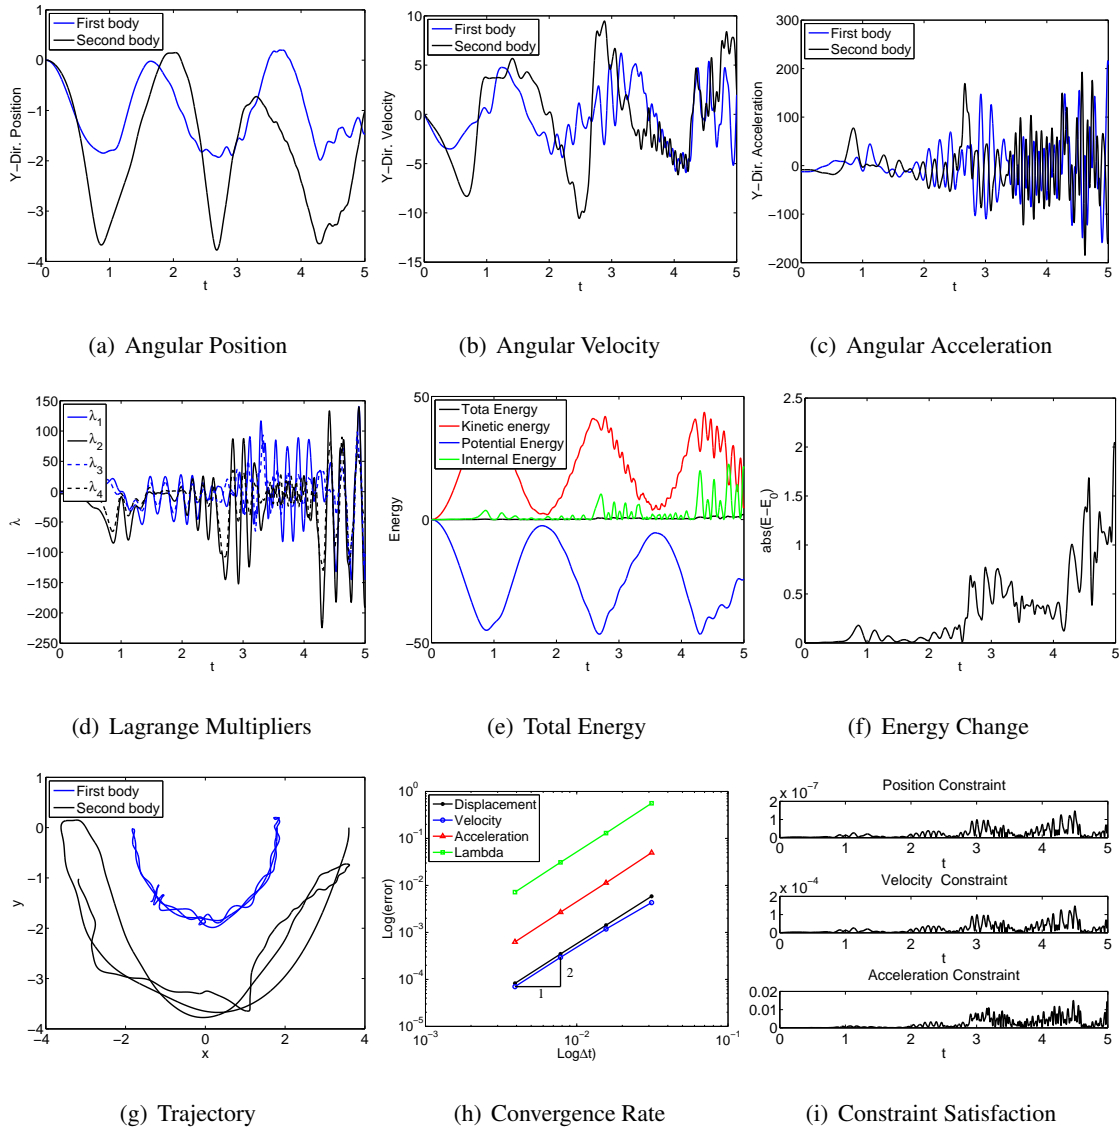 First body
Second body
Y−Dir. Position
1
0
−1
−2
−3
−4
0 1 2 3 4 5
t
(a) Angular Position
First body
Second body
Y−Dir. Velocity
10
5
0
−5
−10
−15
0 1 2 3 4 5
t
(b) Angular Velocity
First body
Second body
Y−Dir. Acceleration
300
200
100
0
−100
−200
0 1 2 3 4 5
t
(c) Angular Acceleration
λ1
λ2
λ3
λ4
λ
150
100
50
0
−50
−100
−150
−200
−250
0 1 2 3 4 5
t
(d) Lagrange Multipliers
Tota Energy
Kinetic energy
Potential Energy
Internal Energy
Energy
50
0
−50
0 1 2 3 4 5
t
(e) Total Energy
abs(E−E0)
2.5
2
1.5
1
0.5
0
0 1 2 3 4 5
t
(f) Energy Change
First body
Second body
y
1
0
−1
−2
−3
−4
−4 −2 0 2 4
x
(g) Trajectory
Displacement
Velocity
Acceleration
Lambda
Log(error)
10^0
10^−1
10^−2
10^−3
10^−4
10^−5
2
1
10^−3 10^−2 10^−1
LogΔt)
(h) Convergence Rate
Position Constraint
x 10^−7
2
1
0
0 1 2 3 4 5
t
Velocity Constraint
x 10^−4
2
1
0
0 1 2 3 4 5
t
Acceleration Constraint
0.02
0.01
0
0 1 2 3 4 5
t
(i) Constraint Satisfaction